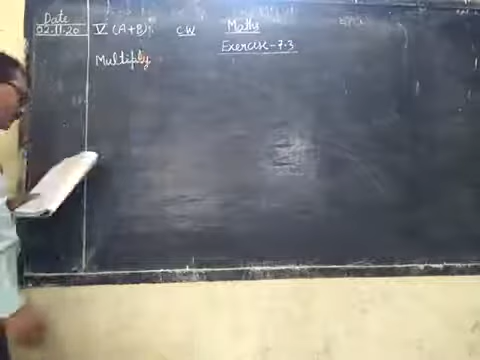 Date
02-11-20
V (A+B)
C.W
Maths
Exercise-7.3
Multiply